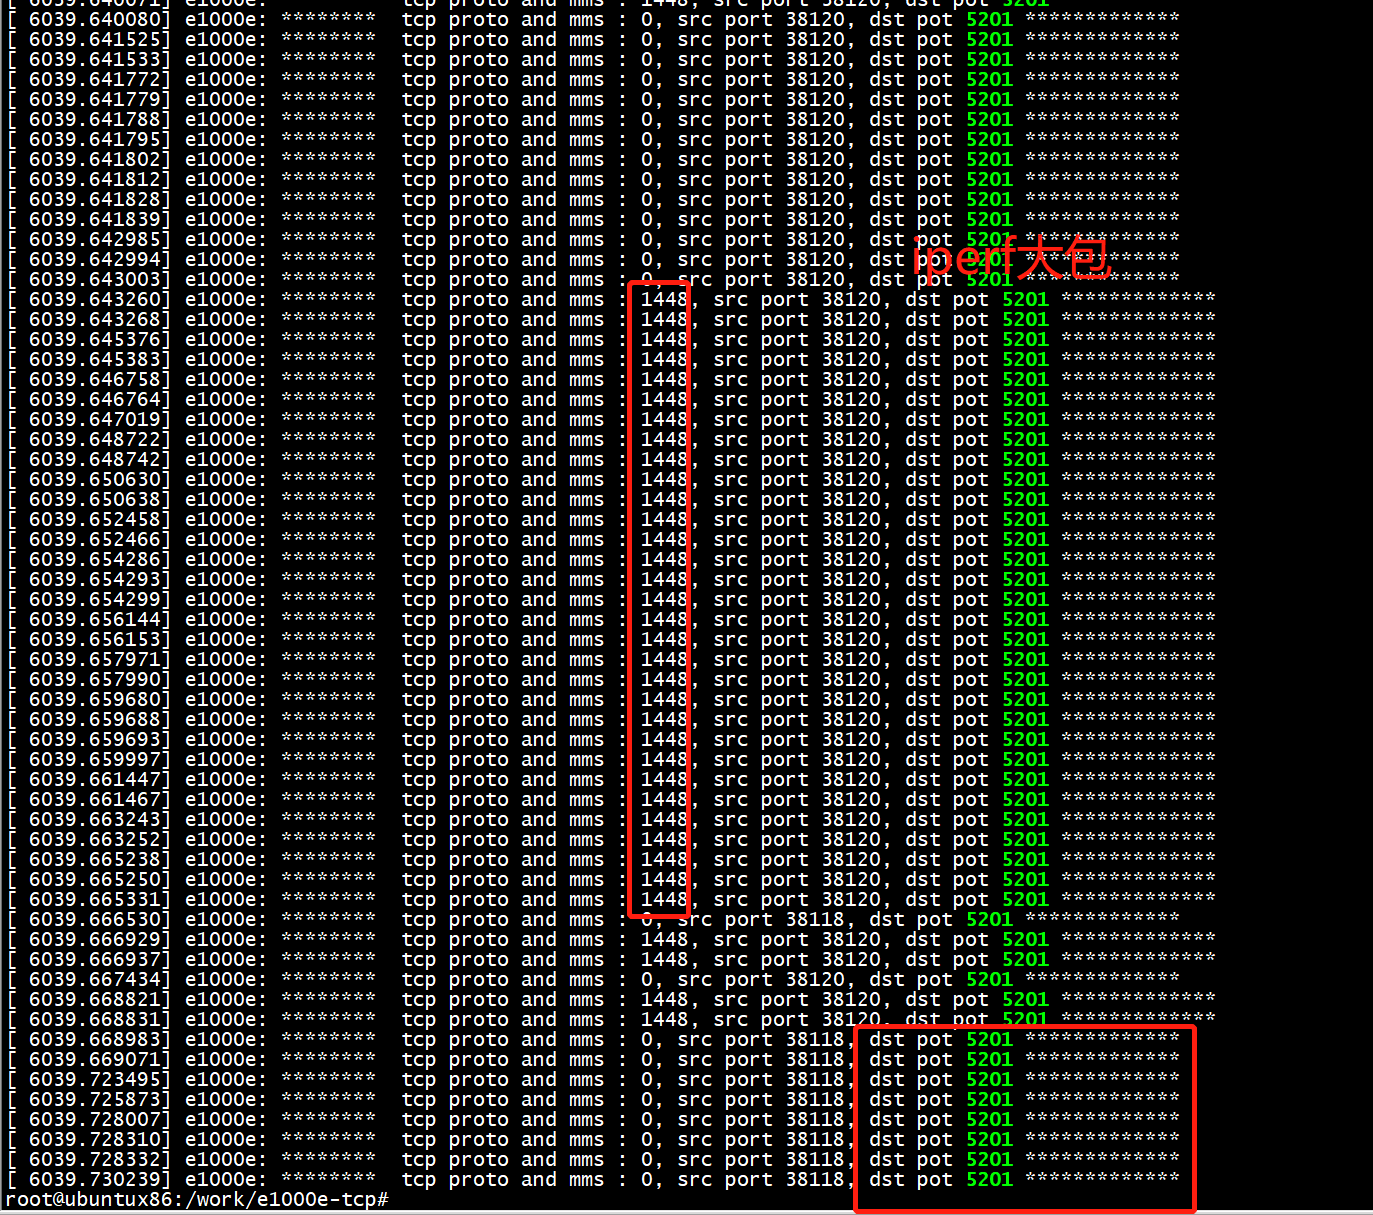 [ 6039.640071] e1000e: ********  tcp proto and mms : 1448, src port 38120, dst pot 5201
[ 6039.640080] e1000e: ********  tcp proto and mms : 0, src port 38120, dst pot 5201 *************
[ 6039.641525] e1000e: ********  tcp proto and mms : 0, src port 38120, dst pot 5201 *************
[ 6039.641533] e1000e: ********  tcp proto and mms : 0, src port 38120, dst pot 5201 *************
[ 6039.641772] e1000e: ********  tcp proto and mms : 0, src port 38120, dst pot 5201 *************
[ 6039.641779] e1000e: ********  tcp proto and mms : 0, src port 38120, dst pot 5201 *************
[ 6039.641788] e1000e: ********  tcp proto and mms : 0, src port 38120, dst pot 5201 *************
[ 6039.641795] e1000e: ********  tcp proto and mms : 0, src port 38120, dst pot 5201 *************
[ 6039.641802] e1000e: ********  tcp proto and mms : 0, src port 38120, dst pot 5201 *************
[ 6039.641812] e1000e: ********  tcp proto and mms : 0, src port 38120, dst pot 5201 *************
[ 6039.641828] e1000e: ********  tcp proto and mms : 0, src port 38120, dst pot 5201 *************
[ 6039.641839] e1000e: ********  tcp proto and mms : 0, src port 38120, dst pot 5201 *************
[ 6039.642985] e1000e: ********  tcp proto and mms : 0, src port 38120, dst pot 5201 *************
[ 6039.642994] e1000e: ********  tcp proto and mms : 0, src port 38120, dst pot 5201 *************
iperf大包
[ 6039.643003] e1000e: ********  tcp proto and mms : 0, src port 38120, dst pot 5201 *************
[ 6039.643260] e1000e: ********  tcp proto and mms : 1448, src port 38120, dst pot 5201 *************
[ 6039.643268] e1000e: ********  tcp proto and mms : 1448, src port 38120, dst pot 5201 *************
[ 6039.645376] e1000e: ********  tcp proto and mms : 1448, src port 38120, dst pot 5201 *************
[ 6039.645383] e1000e: ********  tcp proto and mms : 1448, src port 38120, dst pot 5201 *************
[ 6039.646758] e1000e: ********  tcp proto and mms : 1448, src port 38120, dst pot 5201 *************
[ 6039.646764] e1000e: ********  tcp proto and mms : 1448, src port 38120, dst pot 5201 *************
[ 6039.647019] e1000e: ********  tcp proto and mms : 1448, src port 38120, dst pot 5201 *************
[ 6039.648722] e1000e: ********  tcp proto and mms : 1448, src port 38120, dst pot 5201 *************
[ 6039.648742] e1000e: ********  tcp proto and mms : 1448, src port 38120, dst pot 5201 *************
[ 6039.650630] e1000e: ********  tcp proto and mms : 1448, src port 38120, dst pot 5201 *************
[ 6039.650638] e1000e: ********  tcp proto and mms : 1448, src port 38120, dst pot 5201 *************
[ 6039.652458] e1000e: ********  tcp proto and mms : 1448, src port 38120, dst pot 5201 *************
[ 6039.652466] e1000e: ********  tcp proto and mms : 1448, src port 38120, dst pot 5201 *************
[ 6039.654286] e1000e: ********  tcp proto and mms : 1448, src port 38120, dst pot 5201 *************
[ 6039.654293] e1000e: ********  tcp proto and mms : 1448, src port 38120, dst pot 5201 *************
[ 6039.654299] e1000e: ********  tcp proto and mms : 1448, src port 38120, dst pot 5201 *************
[ 6039.656144] e1000e: ********  tcp proto and mms : 1448, src port 38120, dst pot 5201 *************
[ 6039.656153] e1000e: ********  tcp proto and mms : 1448, src port 38120, dst pot 5201 *************
[ 6039.657971] e1000e: ********  tcp proto and mms : 1448, src port 38120, dst pot 5201 *************
[ 6039.657990] e1000e: ********  tcp proto and mms : 1448, src port 38120, dst pot 5201 *************
[ 6039.659680] e1000e: ********  tcp proto and mms : 1448, src port 38120, dst pot 5201 *************
[ 6039.659688] e1000e: ********  tcp proto and mms : 1448, src port 38120, dst pot 5201 *************
[ 6039.659693] e1000e: ********  tcp proto and mms : 1448, src port 38120, dst pot 5201 *************
[ 6039.659997] e1000e: ********  tcp proto and mms : 1448, src port 38120, dst pot 5201 *************
[ 6039.661447] e1000e: ********  tcp proto and mms : 1448, src port 38120, dst pot 5201 *************
[ 6039.661467] e1000e: ********  tcp proto and mms : 1448, src port 38120, dst pot 5201 *************
[ 6039.663243] e1000e: ********  tcp proto and mms : 1448, src port 38120, dst pot 5201 *************
[ 6039.663252] e1000e: ********  tcp proto and mms : 1448, src port 38120, dst pot 5201 *************
[ 6039.665238] e1000e: ********  tcp proto and mms : 1448, src port 38120, dst pot 5201 *************
[ 6039.665250] e1000e: ********  tcp proto and mms : 1448, src port 38120, dst pot 5201 *************
[ 6039.665331] e1000e: ********  tcp proto and mms : 1448, src port 38120, dst pot 5201 *************
[ 6039.666530] e1000e: ********  tcp proto and mms : 0, src port 38118, dst pot 5201 *************
[ 6039.666929] e1000e: ********  tcp proto and mms : 1448, src port 38120, dst pot 5201 *************
[ 6039.666937] e1000e: ********  tcp proto and mms : 1448, src port 38120, dst pot 5201 *************
[ 6039.667434] e1000e: ********  tcp proto and mms : 0, src port 38120, dst pot 5201 *************
[ 6039.668821] e1000e: ********  tcp proto and mms : 1448, src port 38120, dst pot 5201 *************
[ 6039.668831] e1000e: ********  tcp proto and mms : 1448, src port 38120, dst pot 5201 *************
[ 6039.668983] e1000e: ********  tcp proto and mms : 0, src port 38118, dst pot 5201 *************
[ 6039.669071] e1000e: ********  tcp proto and mms : 0, src port 38118, dst pot 5201 *************
[ 6039.723495] e1000e: ********  tcp proto and mms : 0, src port 38118, dst pot 5201 *************
[ 6039.725873] e1000e: ********  tcp proto and mms : 0, src port 38118, dst pot 5201 *************
[ 6039.728007] e1000e: ********  tcp proto and mms : 0, src port 38118, dst pot 5201 *************
[ 6039.728310] e1000e: ********  tcp proto and mms : 0, src port 38118, dst pot 5201 *************
[ 6039.728332] e1000e: ********  tcp proto and mms : 0, src port 38118, dst pot 5201 *************
[ 6039.730239] e1000e: ********  tcp proto and mms : 0, src port 38118, dst pot 5201 *************
root@ubuntux86:/work/e1000e-tcp#